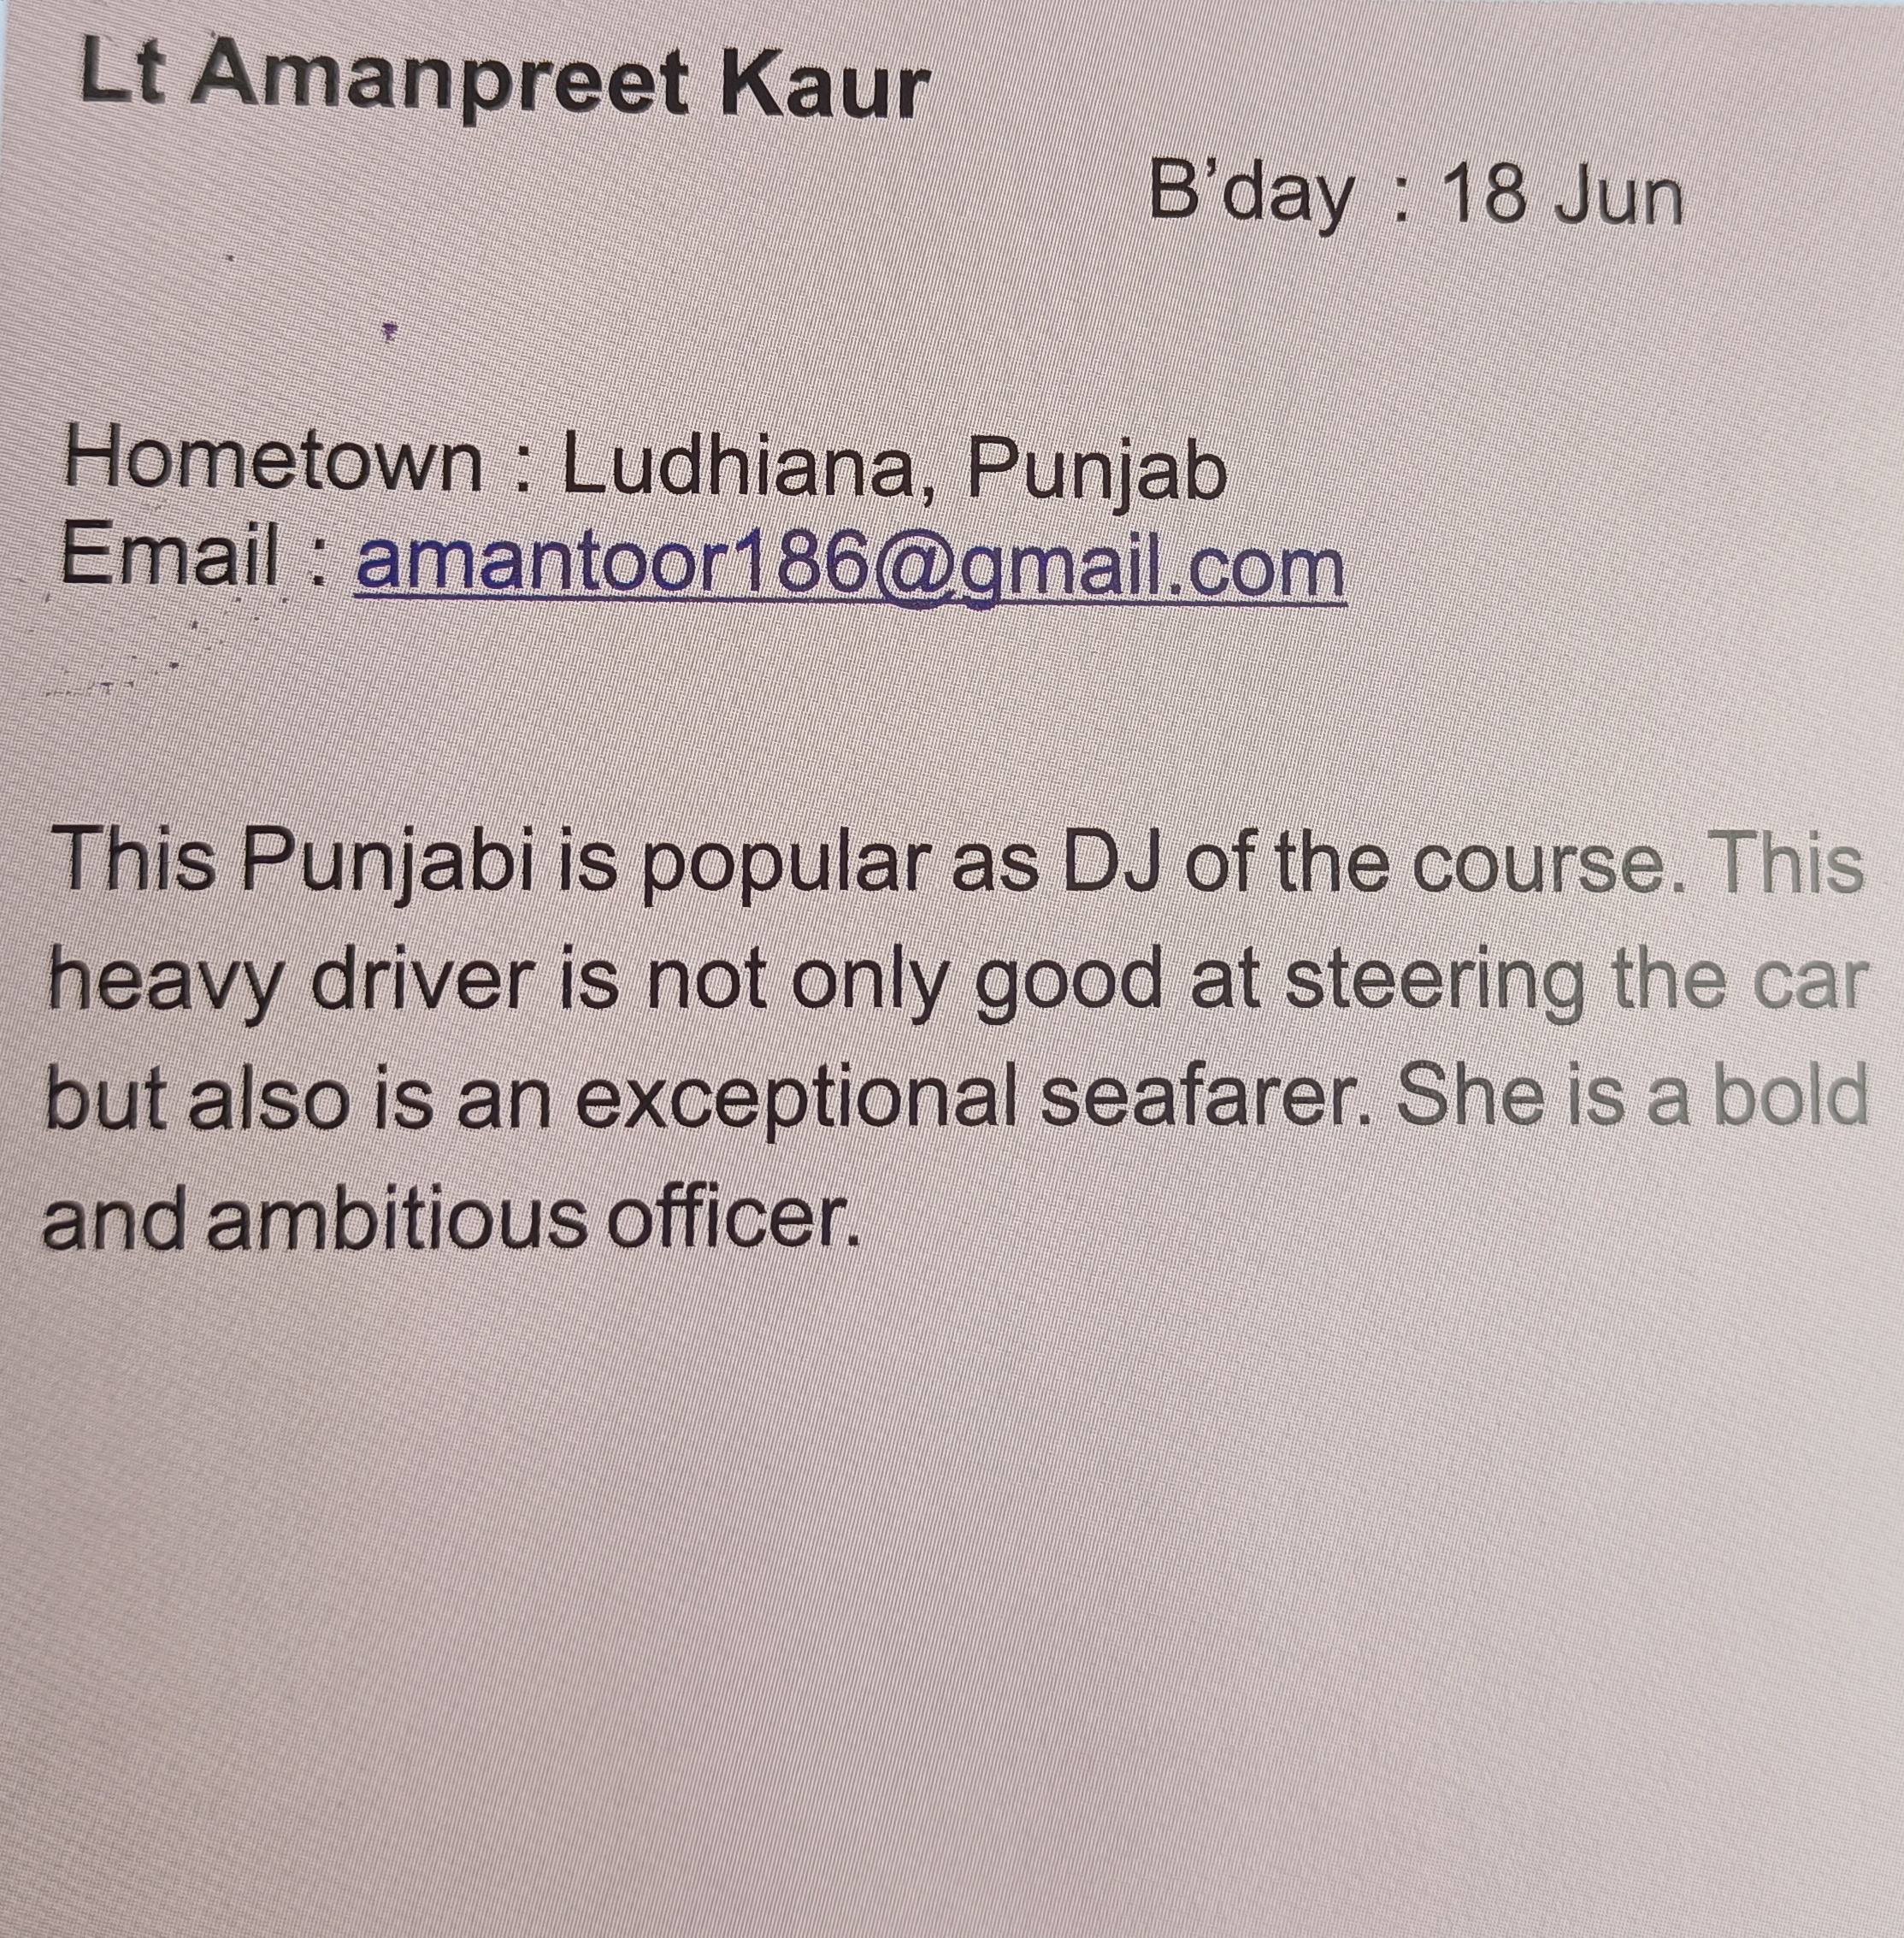 Lt Amanpreet Kaur
B'day : 18 Jun
Hometown : Ludhiana, Punjab
Email : amantoor186@gmail.com
This Punjabi is popular as DJ of the course. This
heavy driver is not only good at steering the car
but also is an exceptional seafarer. She is a bold
and ambitious officer.